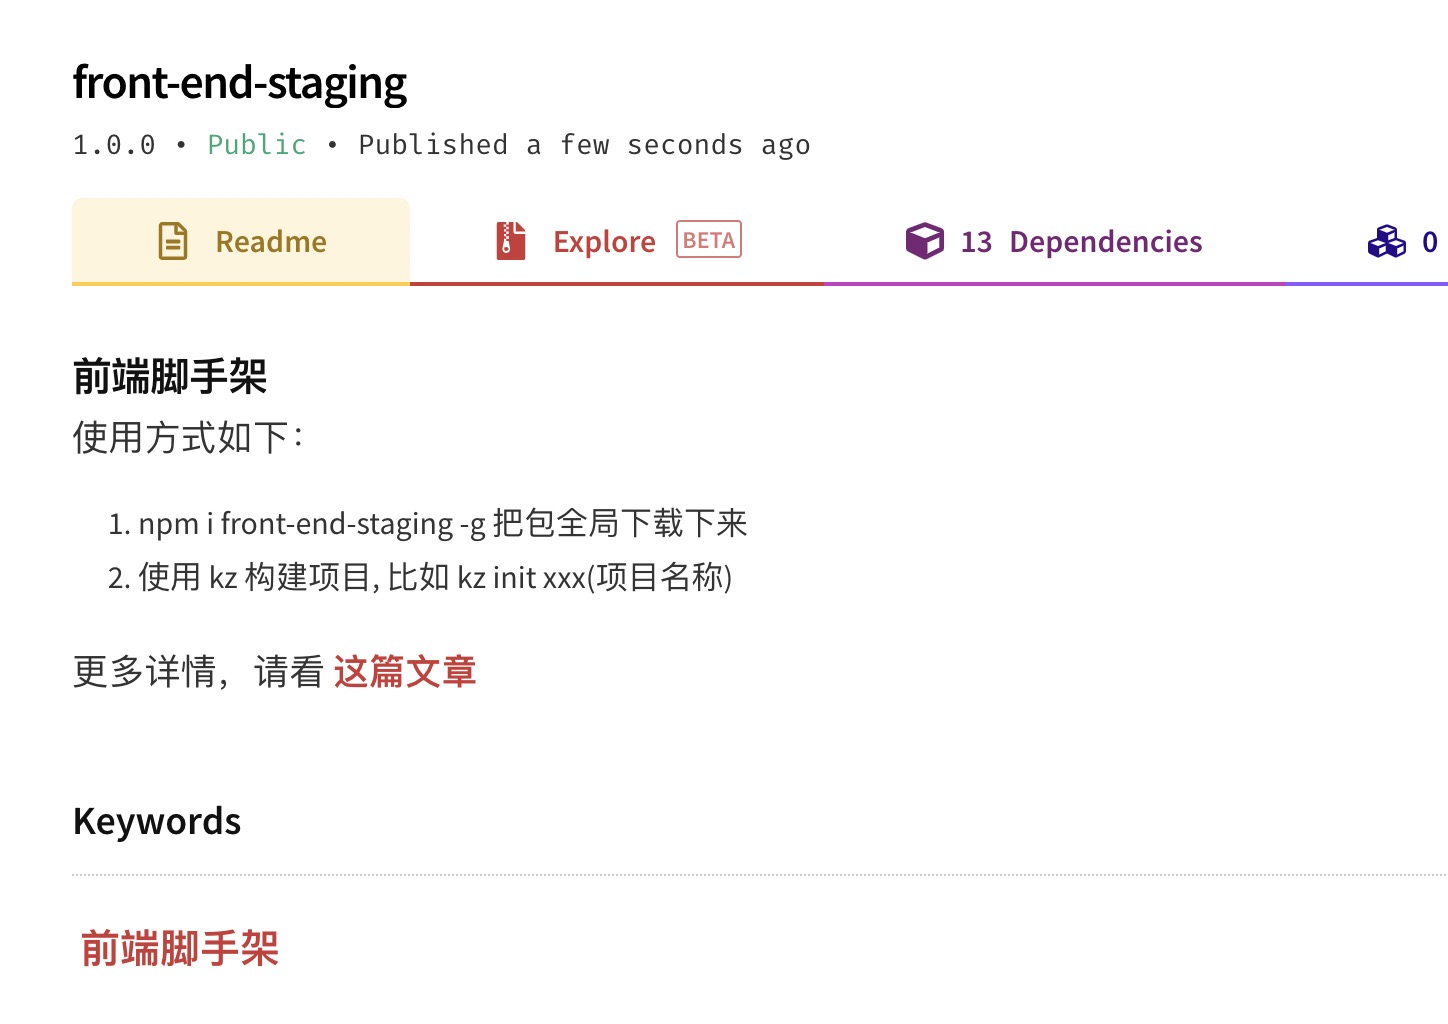 front-end-staging
1.0.0 • Public • Published a few seconds ago
Readme Explore BETA 13 Dependencies 0
前端脚手架
使用方式如下：
1. npm i front-end-staging -g 把包全局下载下来
2. 使用 kz 构建项目, 比如 kz init xxx(项目名称)
更多详情，请看 这篇文章
Keywords
前端脚手架